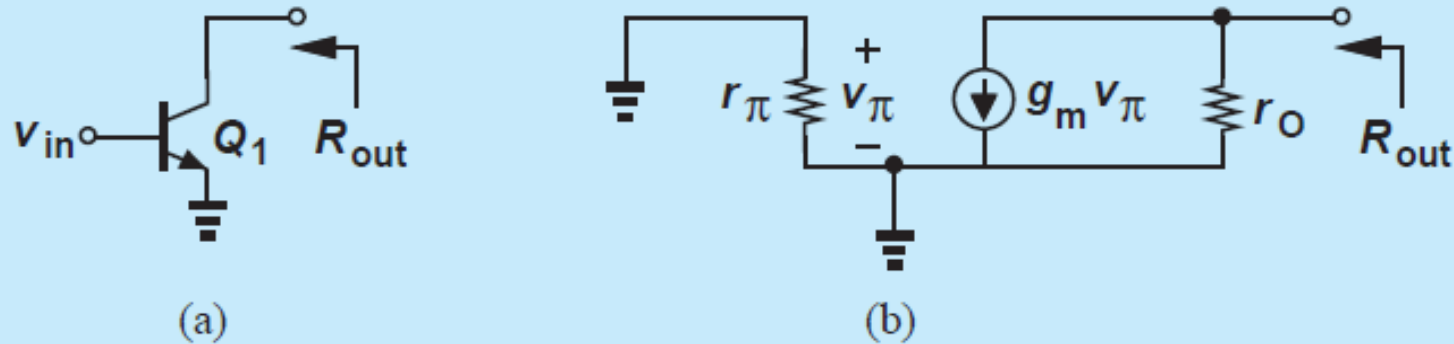 v_in Q_1 R_out
(a)
r_π + v_π − g_m v_π r_O R_out
(b)